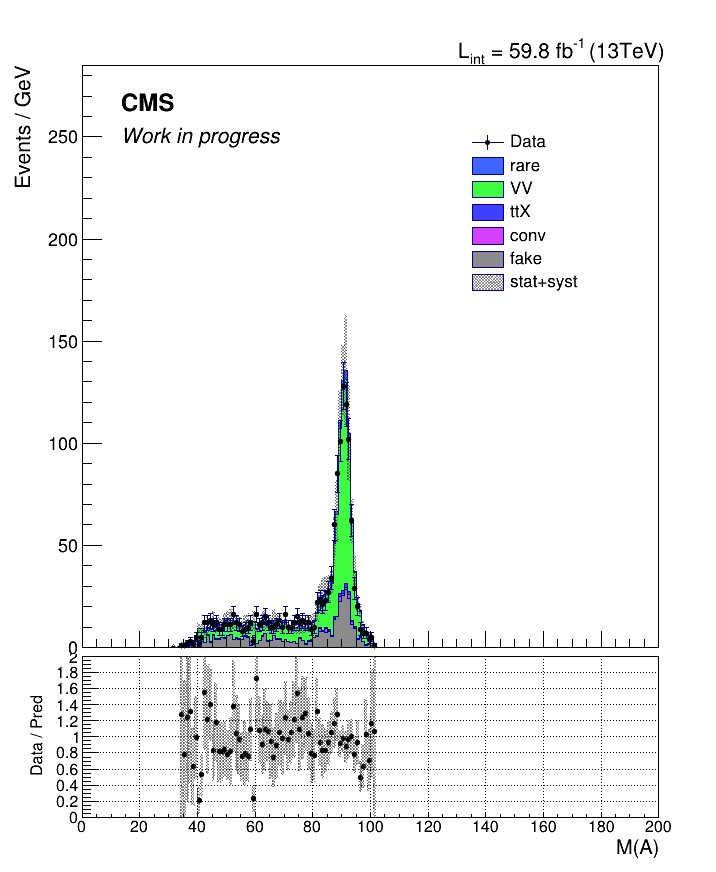 L_int = 59.8 fb^-1 (13TeV)
Events / GeV
CMS
Work in progress
Data
rare
VV
ttX
conv
fake
stat+syst
250
200
150
100
50
0
Data / Pred
2
1.8
1.6
1.4
1.2
1
0.8
0.6
0.4
0.2
0
0 20 40 60 80 100 120 140 160 180 200
M(A)